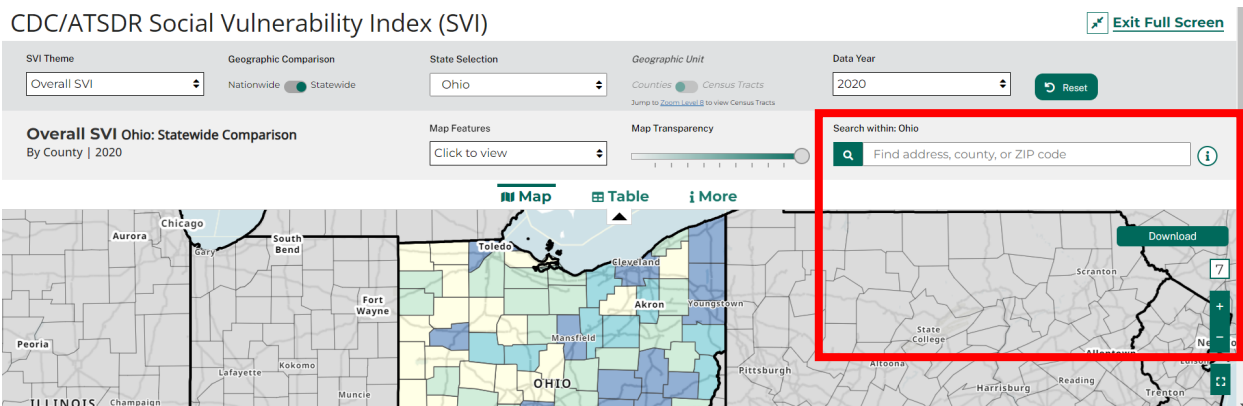 CDC/ATSDR Social Vulnerability Index (SVI)
Exit Full Screen
SVI Theme
Geographic Comparison
State Selection
Geographic Unit
Data Year
Overall SVI
Nationwide
Statewide
Ohio
Counties
Census Tracts
2020
Reset
Jump to Zoom Level 8 to view Census Tracts
Overall SVI Ohio: Statewide Comparison
By County | 2020
Map Features
Map Transparency
Search within: Ohio
Click to view
Find address, county, or ZIP code
Map
Table
More
Chicago
Aurora
Gary
South
Bend
Toledo
Cleveland
Download
Scranton
7
Fort
Wayne
Akron
Youngstown
+
Peoria
Mansfield
State
College
−
Lafayette
Kokomo
Pittsburgh
Altoona
Allentown
OHIO
Muncie
Harrisburg
Reading
Trenton
ILLINOIS
Champaign